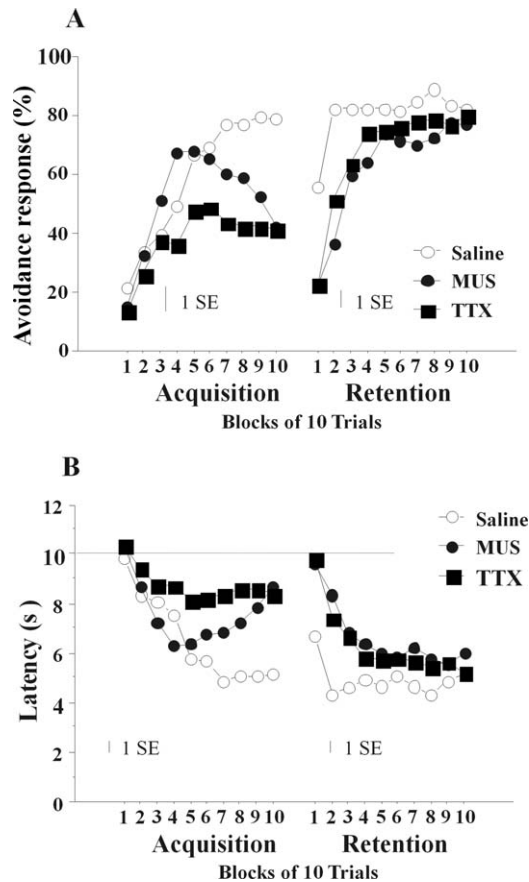 A
Avoidance response (%)
100
80
60
40
20
0
1 SE
1 SE
Saline
MUS
TTX
1 2 3 4 5 6 7 8 9 10
1 2 3 4 5 6 7 8 9 10
Acquisition
Retention
Blocks of 10 Trials
B
Latency (s )
12
10
8
6
4
2
0
Saline
MUS
TTX
1 SE
1 SE
1 2 3 4 5 6 7 8 9 10
1 2 3 4 5 6 7 8 9 10
Acquisition
Retention
Blocks of 10 Trials